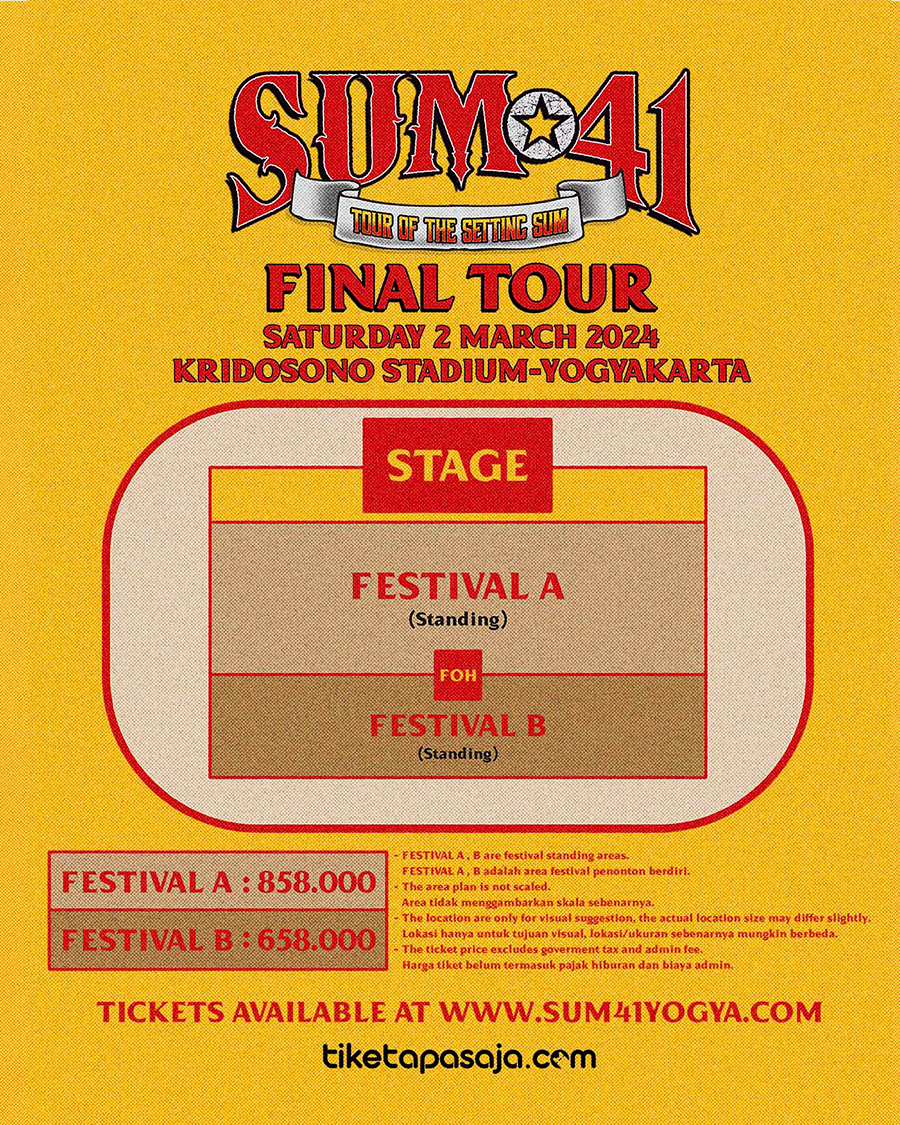 SUM 41
TOUR OF THE SETTING SUM
FINAL TOUR
SATURDAY 2 MARCH 2024
KRIDOSONO STADIUM-YOGYAKARTA
STAGE
FESTIVAL A
(Standing)
FOH
FESTIVAL B
(Standing)
FESTIVAL A : 858.000
FESTIVAL B : 658.000
- FESTIVAL A , B are festival standing areas.
FESTIVAL A , B adalah area festival penonton berdiri.
- The area plan is not scaled.
Area tidak menggambarkan skala sebenarnya.
- The location are only for visual suggestion, the actual location size may differ slightly.
Lokasi hanya untuk tujuan visual, lokasi/ukuran sebenarnya mungkin berbeda.
- The ticket price excludes goverment tax and admin fee.
Harga tiket belum termasuk pajak hiburan dan biaya admin.
TICKETS AVAILABLE AT WWW.SUM41YOGYA.COM
tiketapasaja.com